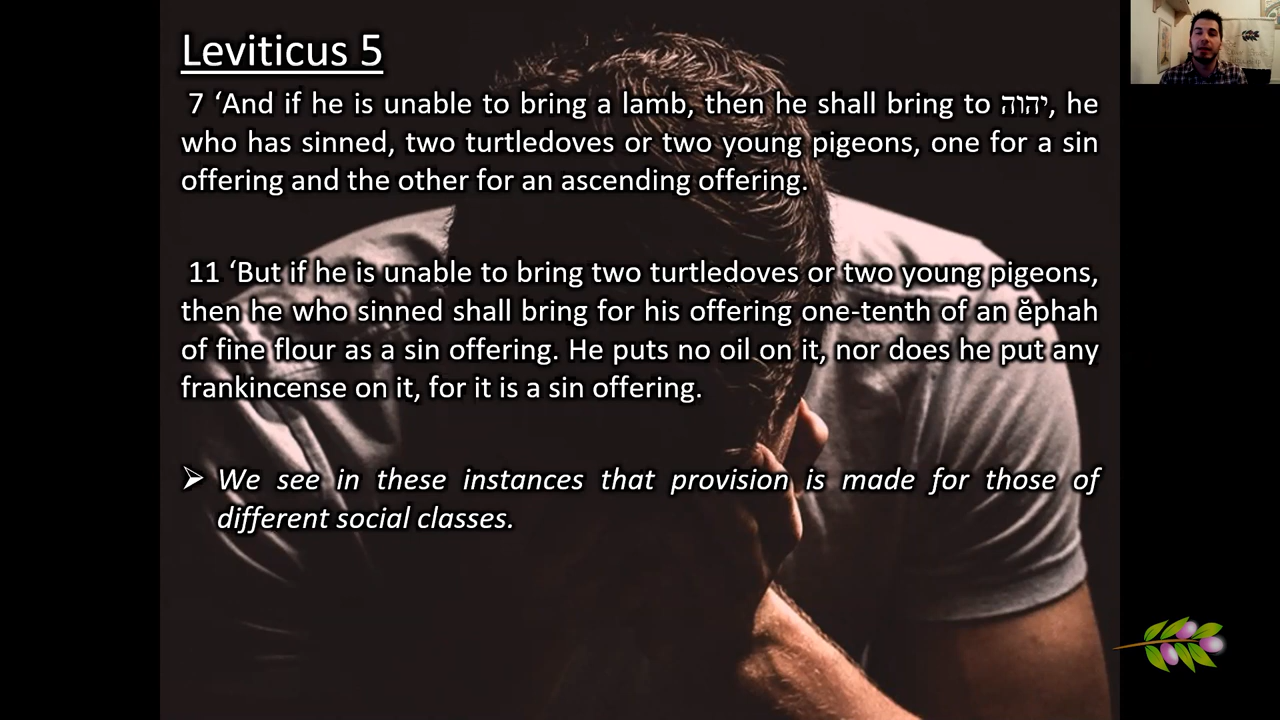 Leviticus 5
7 ‘And if he is unable to bring a lamb, then he shall bring to יהוה, he
who has sinned, two turtledoves or two young pigeons, one for a sin
offering and the other for an ascending offering.
11 ‘But if he is unable to bring two turtledoves or two young pigeons,
then he who sinned shall bring for his offering one-tenth of an ĕphah
of fine flour as a sin offering. He puts no oil on it, nor does he put any
frankincense on it, for it is a sin offering.
➢ We see in these instances that provision is made for those of
different social classes.